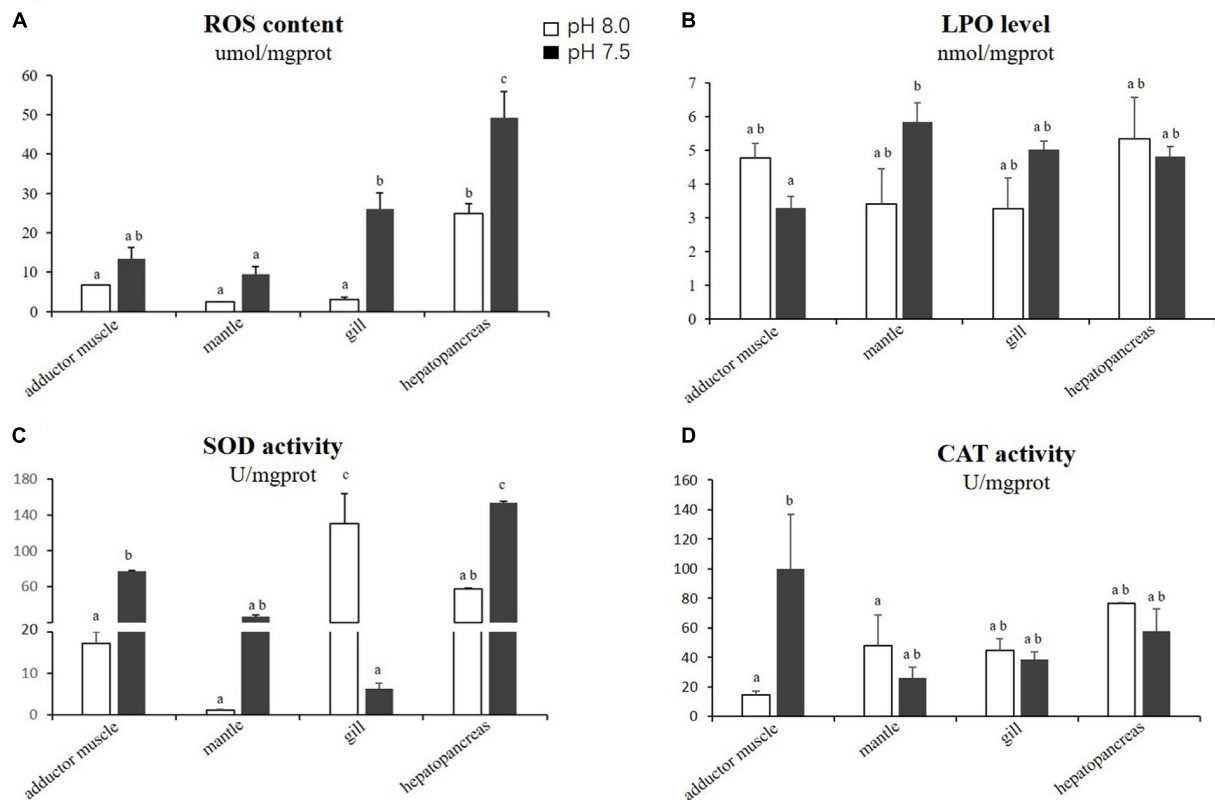 A
ROS content
umol/mgprot
pH 8.0
pH 7.5
60
50
40
30
20
10
0
a
a b
a
a
a
b
b
c
adductor muscle
mantle
gill
hepatopancreas
B
LPO level
nmol/mgprot
7
6
5
4
3
2
1
0
a b
a
a b
b
a b
a b
a b
a b
adductor muscle
mantle
gill
hepatopancreas
C
SOD activity
U/mgprot
180
140
100
60
20
10
0
a
b
a
a b
c
a
a b
c
adductor muscle
mantle
gill
hepatopancreas
D
CAT activity
U/mgprot
160
140
120
100
80
60
40
20
0
a
b
a
a b
a b
a b
a b
a b
adductor muscle
mantle
gill
hepatopancreas